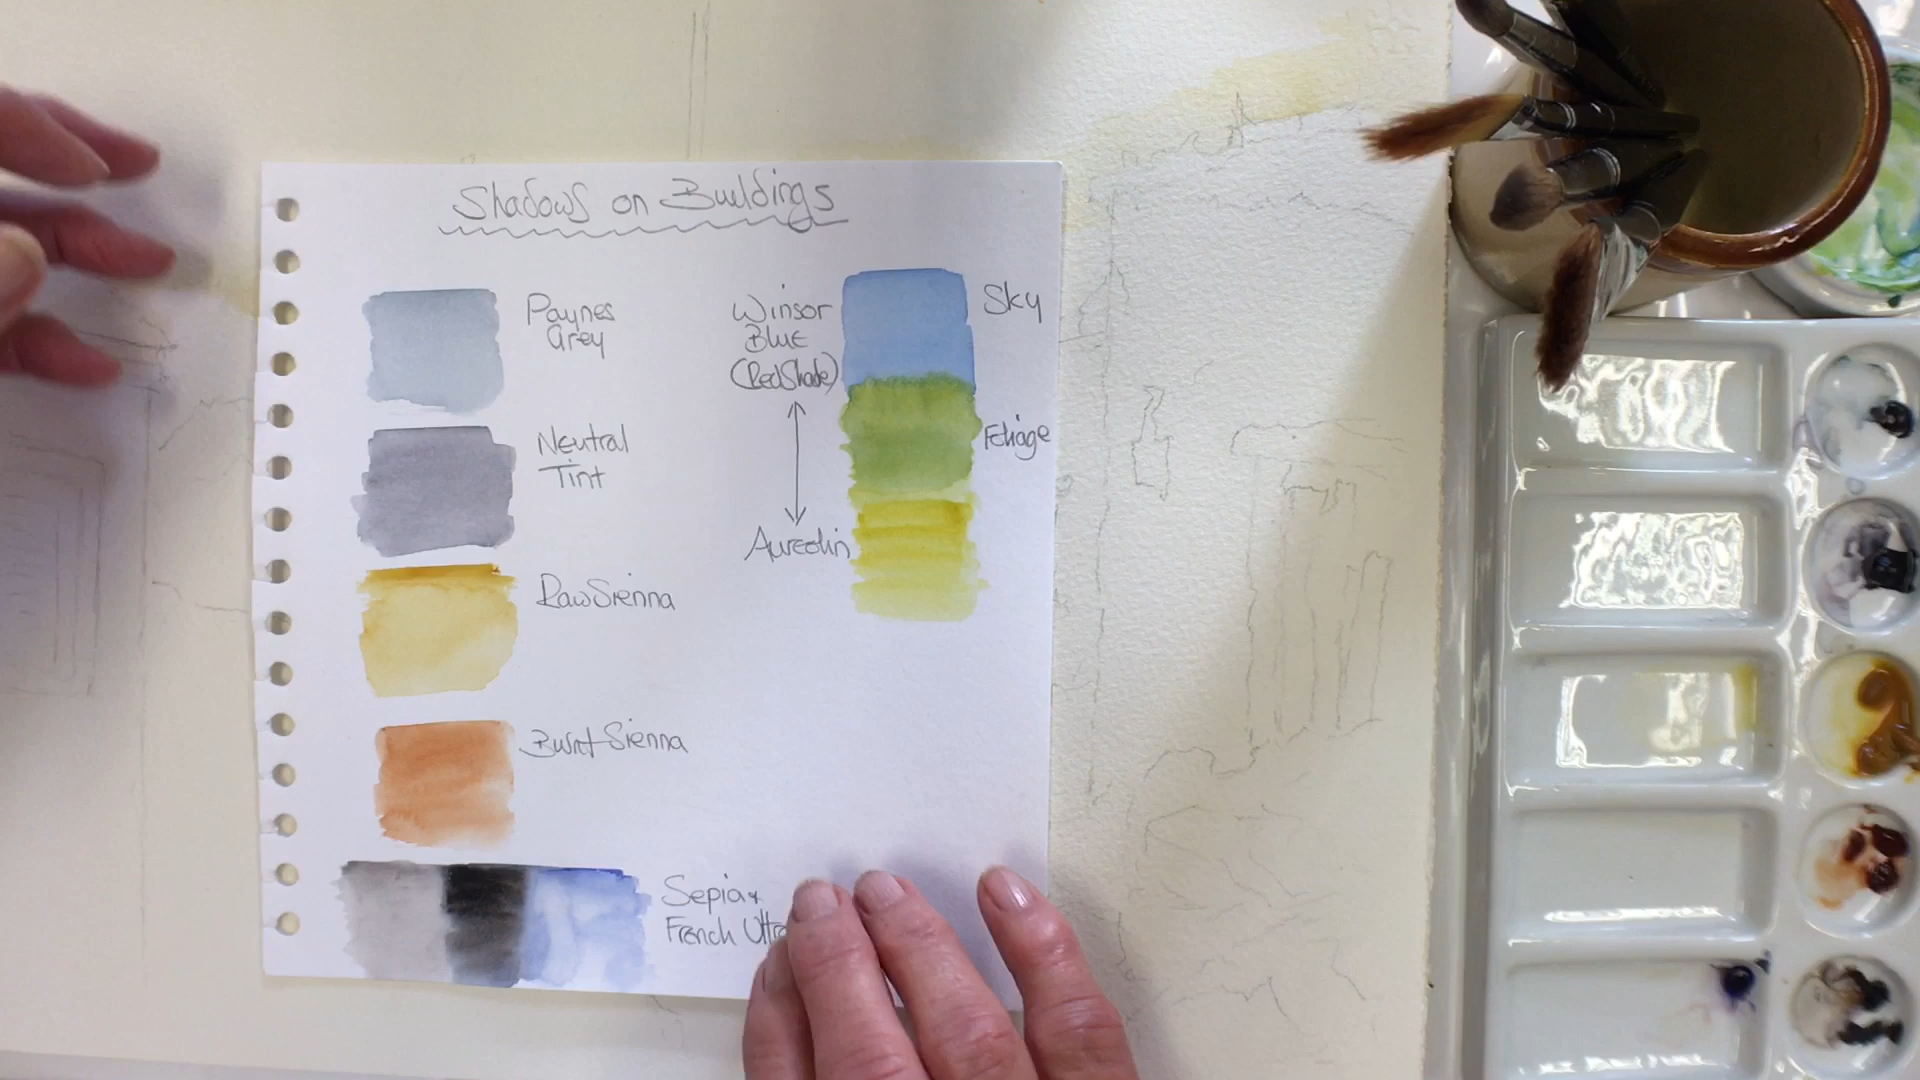 Shadows on Buildings
Paynes
Grey
Neutral
Tint
Raw Sienna
Burnt Sienna
Sepia +
French Ultra
Winsor
Blue
(Red Shade)
Aureolin
Sky
Foliage